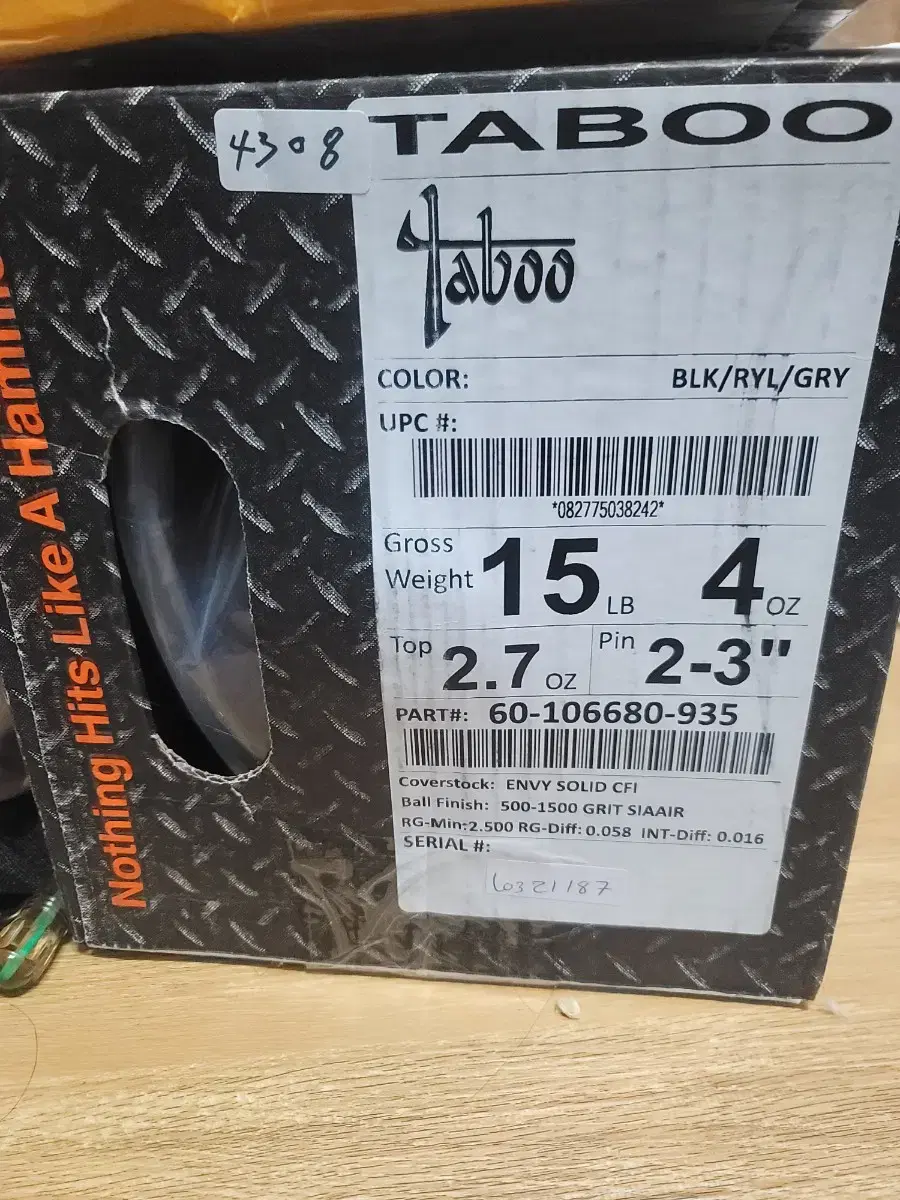 4308
TABOO
Taboo
COLOR: BLK/RYL/GRY
UPC #:
*082775038242*
Gross Weight 15 LB 4 OZ
Top 2.7 OZ Pin 2-3"
PART#: 60-106680-935
Coverstock: ENVY SOLID CFI
Ball Finish: 500-1500 GRIT SIAAIR
RG-Min:2.500 RG-Diff: 0.058 INT-Diff: 0.016
SERIAL #:
6321187
Nothing Hits Like A